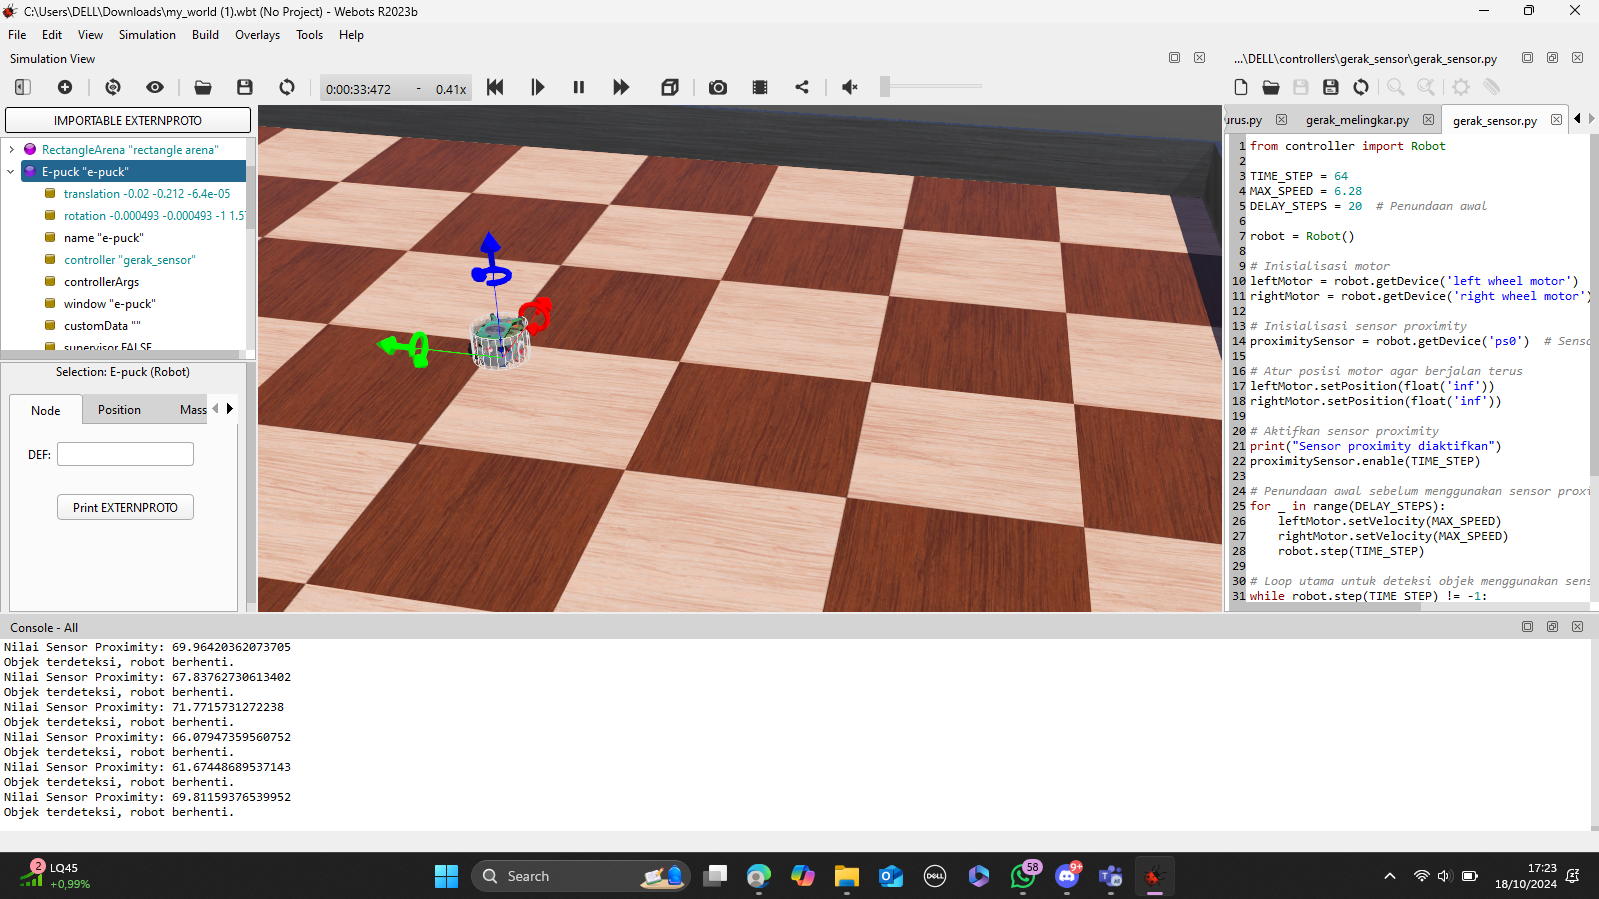 C:\Users\DELL\Downloads\my_world (1).wbt (No Project) - Webots R2023b
File Edit View Simulation Build Overlays Tools Help
Simulation View
...\DELL\controllers\gerak_sensor\gerak_sensor.py
0:00:33:472 - 0.41x
IMPORTABLE EXTERNPROTO
urus.py gerak_melingkar.py gerak_sensor.py
RectangleArena "rectangle arena"
E-puck "e-puck"
translation -0.02 -0.212 -6.4e-05
rotation -0.000493 -0.000493 -1 1.5
name "e-puck"
controller "gerak_sensor"
controllerArgs
window "e-puck"
customData ""
supervisor FALSE
Selection: E-puck (Robot)
Node Position Mass
DEF:
Print EXTERNPROTO
1 from controller import Robot
2
3 TIME_STEP = 64
4 MAX_SPEED = 6.28
5 DELAY_STEPS = 20  # Penundaan awal
6
7 robot = Robot()
8
9 # Inisialisasi motor
10 leftMotor = robot.getDevice('left wheel motor')
11 rightMotor = robot.getDevice('right wheel motor')
12
13 # Inisialisasi sensor proximity
14 proximitySensor = robot.getDevice('ps0')  # Senso
15
16 # Atur posisi motor agar berjalan terus
17 leftMotor.setPosition(float('inf'))
18 rightMotor.setPosition(float('inf'))
19
20 # Aktifkan sensor proximity
21 print("Sensor proximity diaktifkan")
22 proximitySensor.enable(TIME_STEP)
23
24 # Penundaan awal sebelum menggunakan sensor proxi
25 for _ in range(DELAY_STEPS):
26     leftMotor.setVelocity(MAX_SPEED)
27     rightMotor.setVelocity(MAX_SPEED)
28     robot.step(TIME_STEP)
29
30 # Loop utama untuk deteksi objek menggunakan sens
31 while robot.step(TIME_STEP) != -1:
Console - All
Nilai Sensor Proximity: 69.96420362073705
Objek terdeteksi, robot berhenti.
Nilai Sensor Proximity: 67.83762730613402
Objek terdeteksi, robot berhenti.
Nilai Sensor Proximity: 71.7715731272238
Objek terdeteksi, robot berhenti.
Nilai Sensor Proximity: 66.07947359560752
Objek terdeteksi, robot berhenti.
Nilai Sensor Proximity: 61.67448689537143
Objek terdeteksi, robot berhenti.
Nilai Sensor Proximity: 69.81159376539952
Objek terdeteksi, robot berhenti.
2 LQ45
+0,99%
Search
DELL
58
9+
17:23
18/10/2024